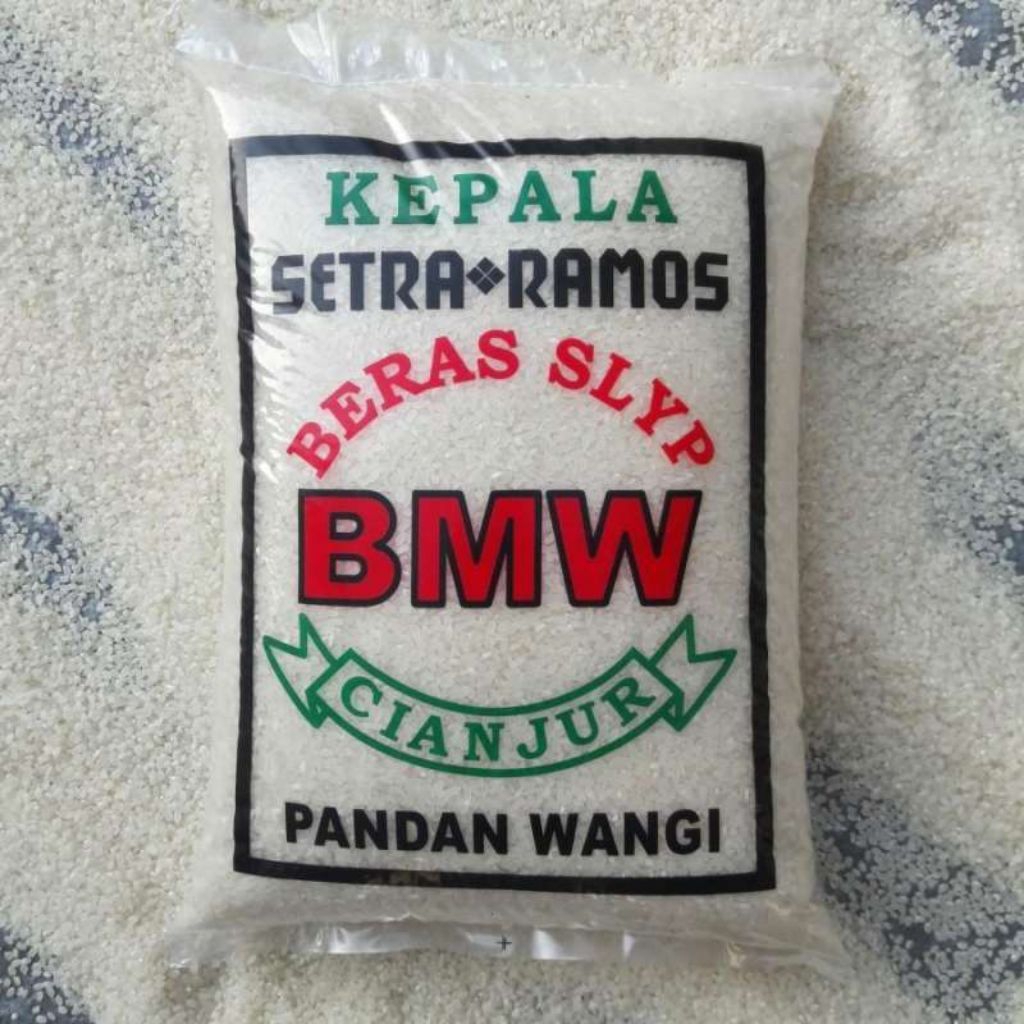 KEPALA
SETRA❖RAMOS
BERAS SLYP
BMW
CIANJUR
PANDAN WANGI